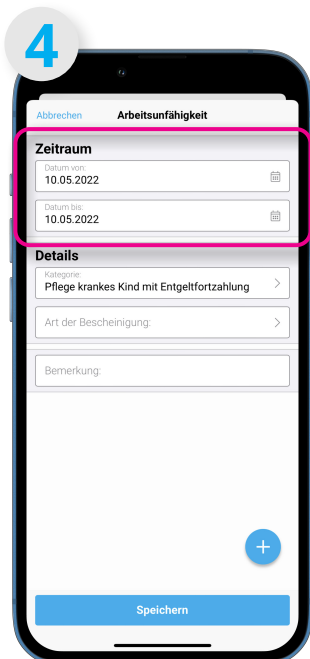 4
Abbrechen Arbeitsunfähigkeit
Zeitraum
Datum von:
10.05.2022
Datum bis:
10.05.2022
Details
Kategorie:
Pflege krankes Kind mit Entgeltfortzahlung
Art der Bescheinigung:
Bemerkung:
+
Speichern